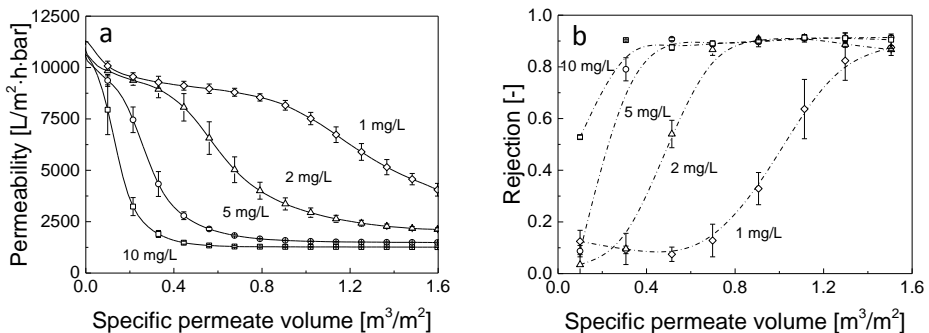 a
Permeability [L/m²·h·bar]
12500
10000
7500
5000
2500
0
0.0 0.4 0.8 1.2 1.6
Specific permeate volume [m³/m²]
1 mg/L
2 mg/L
5 mg/L
10 mg/L
b
Rejection [-]
1.0
0.8
0.6
0.4
0.2
0.0
0.0 0.4 0.8 1.2 1.6
Specific permeate volume [m³/m²]
10 mg/L
5 mg/L
2 mg/L
1 mg/L